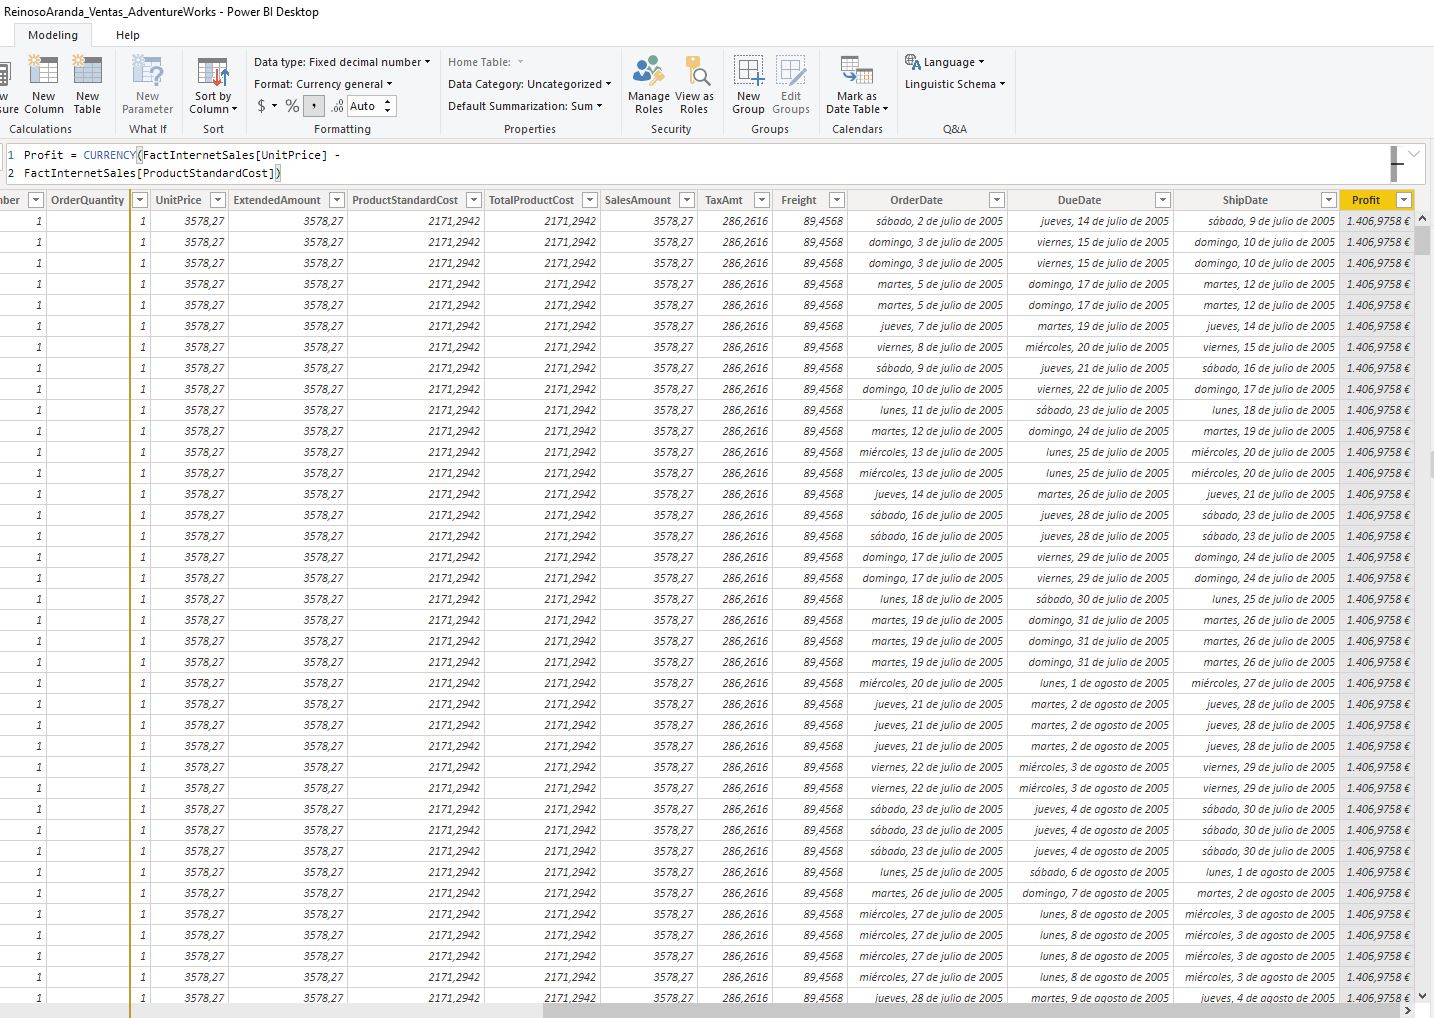 ReinosoAranda_Ventas_AdventureWorks - Power BI Desktop
Modeling Help
Data type: Fixed decimal number Home Table: Language
Format: Currency general Data Category: Uncategorized Linguistic Schema
New New New Sort by Manage View as New Edit Mark as
Column Table Parameter Column $ % , .00 Auto Default Summarization: Sum Roles Roles Group Groups Date Table
Calculations What If Sort Formatting Properties Security Groups Calendars Q&A
1 Profit = CURRENCY(FactInternetSales[UnitPrice] -
2 FactInternetSales[ProductStandardCost])
OrderQuantity UnitPrice ExtendedAmount ProductStandardCost TotalProductCost SalesAmount TaxAmt Freight OrderDate DueDate ShipDate Profit
1 1 3578,27 3578,27 2171,2942 2171,2942 3578,27 286,2616 89,4568 sábado, 2 de julio de 2005 jueves, 14 de julio de 2005 sábado, 9 de julio de 2005 1.406,9758 €
1 1 3578,27 3578,27 2171,2942 2171,2942 3578,27 286,2616 89,4568 domingo, 3 de julio de 2005 viernes, 15 de julio de 2005 domingo, 10 de julio de 2005 1.406,9758 €
1 1 3578,27 3578,27 2171,2942 2171,2942 3578,27 286,2616 89,4568 domingo, 3 de julio de 2005 viernes, 15 de julio de 2005 domingo, 10 de julio de 2005 1.406,9758 €
1 1 3578,27 3578,27 2171,2942 2171,2942 3578,27 286,2616 89,4568 martes, 5 de julio de 2005 domingo, 17 de julio de 2005 martes, 12 de julio de 2005 1.406,9758 €
1 1 3578,27 3578,27 2171,2942 2171,2942 3578,27 286,2616 89,4568 martes, 5 de julio de 2005 domingo, 17 de julio de 2005 martes, 12 de julio de 2005 1.406,9758 €
1 1 3578,27 3578,27 2171,2942 2171,2942 3578,27 286,2616 89,4568 jueves, 7 de julio de 2005 martes, 19 de julio de 2005 jueves, 14 de julio de 2005 1.406,9758 €
1 1 3578,27 3578,27 2171,2942 2171,2942 3578,27 286,2616 89,4568 viernes, 8 de julio de 2005 miércoles, 20 de julio de 2005 viernes, 15 de julio de 2005 1.406,9758 €
1 1 3578,27 3578,27 2171,2942 2171,2942 3578,27 286,2616 89,4568 sábado, 9 de julio de 2005 jueves, 21 de julio de 2005 sábado, 16 de julio de 2005 1.406,9758 €
1 1 3578,27 3578,27 2171,2942 2171,2942 3578,27 286,2616 89,4568 domingo, 10 de julio de 2005 viernes, 22 de julio de 2005 domingo, 17 de julio de 2005 1.406,9758 €
1 1 3578,27 3578,27 2171,2942 2171,2942 3578,27 286,2616 89,4568 lunes, 11 de julio de 2005 sábado, 23 de julio de 2005 lunes, 18 de julio de 2005 1.406,9758 €
1 1 3578,27 3578,27 2171,2942 2171,2942 3578,27 286,2616 89,4568 martes, 12 de julio de 2005 domingo, 24 de julio de 2005 martes, 19 de julio de 2005 1.406,9758 €
1 1 3578,27 3578,27 2171,2942 2171,2942 3578,27 286,2616 89,4568 miércoles, 13 de julio de 2005 lunes, 25 de julio de 2005 miércoles, 20 de julio de 2005 1.406,9758 €
1 1 3578,27 3578,27 2171,2942 2171,2942 3578,27 286,2616 89,4568 miércoles, 13 de julio de 2005 lunes, 25 de julio de 2005 miércoles, 20 de julio de 2005 1.406,9758 €
1 1 3578,27 3578,27 2171,2942 2171,2942 3578,27 286,2616 89,4568 jueves, 14 de julio de 2005 martes, 26 de julio de 2005 jueves, 21 de julio de 2005 1.406,9758 €
1 1 3578,27 3578,27 2171,2942 2171,2942 3578,27 286,2616 89,4568 sábado, 16 de julio de 2005 jueves, 28 de julio de 2005 sábado, 23 de julio de 2005 1.406,9758 €
1 1 3578,27 3578,27 2171,2942 2171,2942 3578,27 286,2616 89,4568 sábado, 16 de julio de 2005 jueves, 28 de julio de 2005 sábado, 23 de julio de 2005 1.406,9758 €
1 1 3578,27 3578,27 2171,2942 2171,2942 3578,27 286,2616 89,4568 domingo, 17 de julio de 2005 viernes, 29 de julio de 2005 domingo, 24 de julio de 2005 1.406,9758 €
1 1 3578,27 3578,27 2171,2942 2171,2942 3578,27 286,2616 89,4568 domingo, 17 de julio de 2005 viernes, 29 de julio de 2005 domingo, 24 de julio de 2005 1.406,9758 €
1 1 3578,27 3578,27 2171,2942 2171,2942 3578,27 286,2616 89,4568 lunes, 18 de julio de 2005 sábado, 30 de julio de 2005 lunes, 25 de julio de 2005 1.406,9758 €
1 1 3578,27 3578,27 2171,2942 2171,2942 3578,27 286,2616 89,4568 martes, 19 de julio de 2005 domingo, 31 de julio de 2005 martes, 26 de julio de 2005 1.406,9758 €
1 1 3578,27 3578,27 2171,2942 2171,2942 3578,27 286,2616 89,4568 martes, 19 de julio de 2005 domingo, 31 de julio de 2005 martes, 26 de julio de 2005 1.406,9758 €
1 1 3578,27 3578,27 2171,2942 2171,2942 3578,27 286,2616 89,4568 martes, 19 de julio de 2005 domingo, 31 de julio de 2005 martes, 26 de julio de 2005 1.406,9758 €
1 1 3578,27 3578,27 2171,2942 2171,2942 3578,27 286,2616 89,4568 miércoles, 20 de julio de 2005 lunes, 1 de agosto de 2005 miércoles, 27 de julio de 2005 1.406,9758 €
1 1 3578,27 3578,27 2171,2942 2171,2942 3578,27 286,2616 89,4568 jueves, 21 de julio de 2005 martes, 2 de agosto de 2005 jueves, 28 de julio de 2005 1.406,9758 €
1 1 3578,27 3578,27 2171,2942 2171,2942 3578,27 286,2616 89,4568 jueves, 21 de julio de 2005 martes, 2 de agosto de 2005 jueves, 28 de julio de 2005 1.406,9758 €
1 1 3578,27 3578,27 2171,2942 2171,2942 3578,27 286,2616 89,4568 jueves, 21 de julio de 2005 martes, 2 de agosto de 2005 jueves, 28 de julio de 2005 1.406,9758 €
1 1 3578,27 3578,27 2171,2942 2171,2942 3578,27 286,2616 89,4568 viernes, 22 de julio de 2005 miércoles, 3 de agosto de 2005 viernes, 29 de julio de 2005 1.406,9758 €
1 1 3578,27 3578,27 2171,2942 2171,2942 3578,27 286,2616 89,4568 viernes, 22 de julio de 2005 miércoles, 3 de agosto de 2005 viernes, 29 de julio de 2005 1.406,9758 €
1 1 3578,27 3578,27 2171,2942 2171,2942 3578,27 286,2616 89,4568 sábado, 23 de julio de 2005 jueves, 4 de agosto de 2005 sábado, 30 de julio de 2005 1.406,9758 €
1 1 3578,27 3578,27 2171,2942 2171,2942 3578,27 286,2616 89,4568 sábado, 23 de julio de 2005 jueves, 4 de agosto de 2005 sábado, 30 de julio de 2005 1.406,9758 €
1 1 3578,27 3578,27 2171,2942 2171,2942 3578,27 286,2616 89,4568 sábado, 23 de julio de 2005 jueves, 4 de agosto de 2005 sábado, 30 de julio de 2005 1.406,9758 €
1 1 3578,27 3578,27 2171,2942 2171,2942 3578,27 286,2616 89,4568 lunes, 25 de julio de 2005 sábado, 6 de agosto de 2005 lunes, 1 de agosto de 2005 1.406,9758 €
1 1 3578,27 3578,27 2171,2942 2171,2942 3578,27 286,2616 89,4568 martes, 26 de julio de 2005 domingo, 7 de agosto de 2005 martes, 2 de agosto de 2005 1.406,9758 €
1 1 3578,27 3578,27 2171,2942 2171,2942 3578,27 286,2616 89,4568 miércoles, 27 de julio de 2005 lunes, 8 de agosto de 2005 miércoles, 3 de agosto de 2005 1.406,9758 €
1 1 3578,27 3578,27 2171,2942 2171,2942 3578,27 286,2616 89,4568 miércoles, 27 de julio de 2005 lunes, 8 de agosto de 2005 miércoles, 3 de agosto de 2005 1.406,9758 €
1 1 3578,27 3578,27 2171,2942 2171,2942 3578,27 286,2616 89,4568 miércoles, 27 de julio de 2005 lunes, 8 de agosto de 2005 miércoles, 3 de agosto de 2005 1.406,9758 €
1 1 3578,27 3578,27 2171,2942 2171,2942 3578,27 286,2616 89,4568 miércoles, 27 de julio de 2005 lunes, 8 de agosto de 2005 miércoles, 3 de agosto de 2005 1.406,9758 €
1 1 3578,27 3578,27 2171,2942 2171,2942 3578,27 286,2616 89,4568 jueves, 28 de julio de 2005 martes, 9 de agosto de 2005 jueves, 4 de agosto de 2005 1.406,9758 €